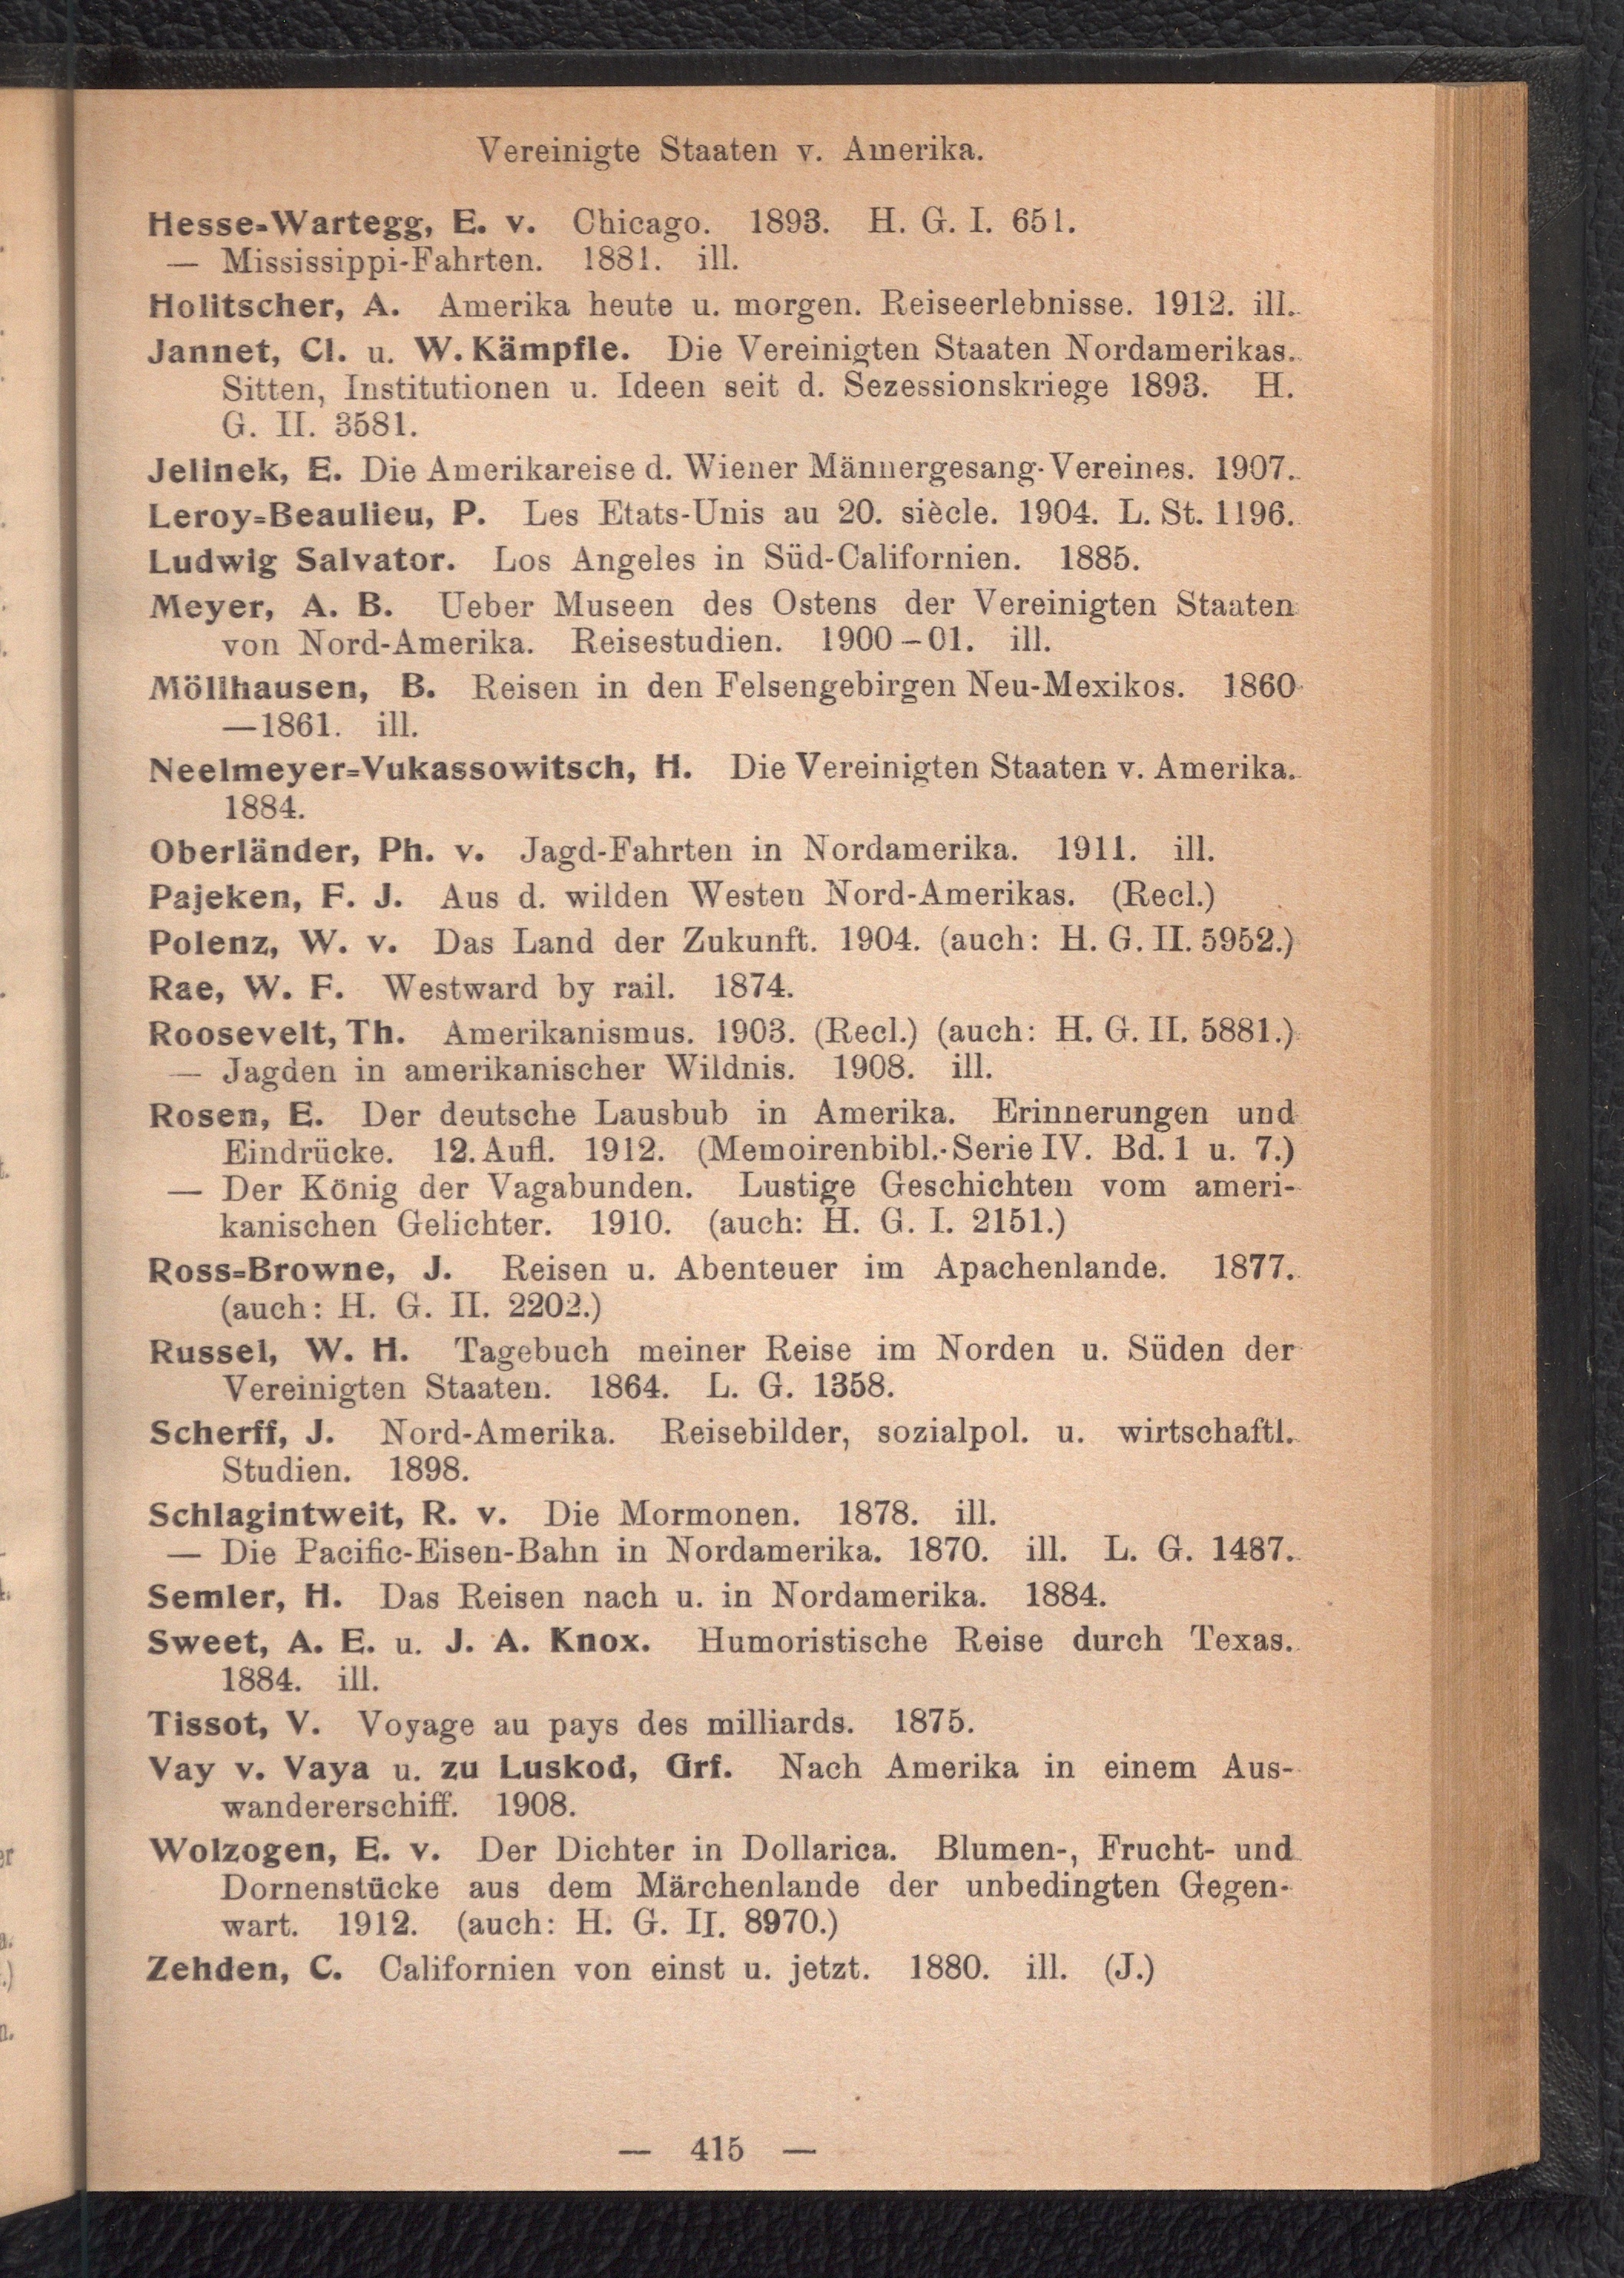 Vereinigte Staaten v. Amerika.
Hesse=Wartegg, E. v. Chicago. 1893. H. G. I. 651.
— Mississippi-Fahrten. 1881. ill.
Holitscher, A. Amerika heute u. morgen. Reiseerlebnisse. 1912. ill.
Jannet, Cl. u. W. Kämpfle. Die Vereinigten Staaten Nordamerikas.
Sitten, Institutionen u. Ideen seit d. Sezessionskriege 1893. H.
G. II. 3581.
Jelinek, E. Die Amerikareise d. Wiener Männergesang-Vereines. 1907.
Leroy=Beaulieu, P. Les Etats-Unis au 20. siècle. 1904. L. St. 1196.
Ludwig Salvator. Los Angeles in Süd-Californien. 1885.
Meyer, A. B. Ueber Museen des Ostens der Vereinigten Staaten
von Nord-Amerika. Reisestudien. 1900–01. ill.
Möllhausen, B. Reisen in den Felsengebirgen Neu-Mexikos. 1860
—1861. ill.
Neelmeyer=Vukassowitsch, H. Die Vereinigten Staaten v. Amerika.
1884.
Oberländer, Ph. v. Jagd-Fahrten in Nordamerika. 1911. ill.
Pajeken, F. J. Aus d. wilden Westen Nord-Amerikas. (Recl.)
Polenz, W. v. Das Land der Zukunft. 1904. (auch: H. G. II. 5952.)
Rae, W. F. Westward by rail. 1874.
Roosevelt, Th. Amerikanismus. 1903. (Recl.) (auch: H. G. II. 5881.)
— Jagden in amerikanischer Wildnis. 1908. ill.
Rosen, E. Der deutsche Lausbub in Amerika. Erinnerungen und
Eindrücke. 12. Aufl. 1912. (Memoirenbibl.-Serie IV. Bd. 1 u. 7.)
— Der König der Vagabunden. Lustige Geschichten vom ameri-
kanischen Gelichter. 1910. (auch: H. G. I. 2151.)
Ross=Browne, J. Reisen u. Abenteuer im Apachenlande. 1877.
(auch: H. G. II. 2202.)
Russel, W. H. Tagebuch meiner Reise im Norden u. Süden der
Vereinigten Staaten. 1864. L. G. 1358.
Scherff, J. Nord-Amerika. Reisebilder, sozialpol. u. wirtschaftl.
Studien. 1898.
Schlagintweit, R. v. Die Mormonen. 1878. ill.
— Die Pacific-Eisen-Bahn in Nordamerika. 1870. ill. L. G. 1487.
Semler, H. Das Reisen nach u. in Nordamerika. 1884.
Sweet, A. E. u. J. A. Knox. Humoristische Reise durch Texas.
1884. ill.
Tissot, V. Voyage au pays des milliards. 1875.
Vay v. Vaya u. zu Luskod, Grf. Nach Amerika in einem Aus-
wandererschiff. 1908.
Wolzogen, E. v. Der Dichter in Dollarica. Blumen-, Frucht- und
Dornenstücke aus dem Märchenlande der unbedingten Gegen-
wart. 1912. (auch: H. G. II. 8970.)
Zehden, C. Californien von einst u. jetzt. 1880. ill. (J.)
— 415 —